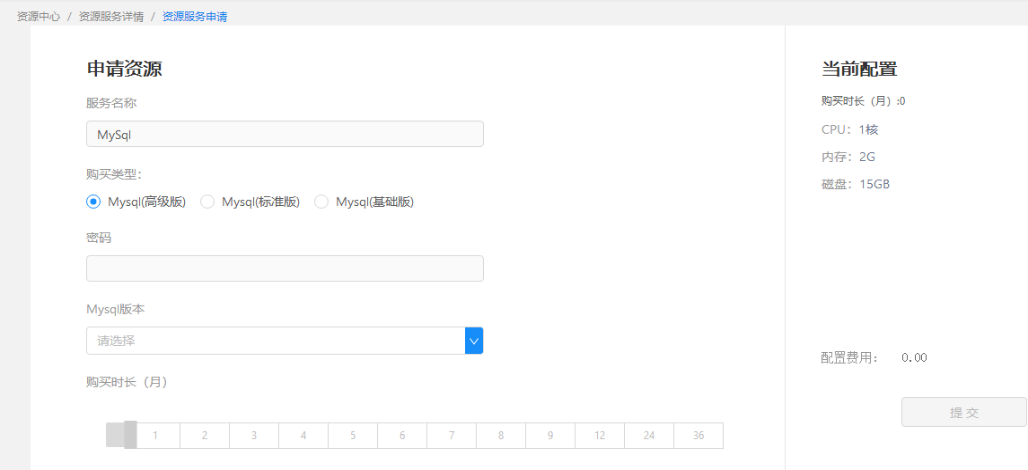 资源中心 / 资源服务详情 / 资源服务申请
申请资源
服务名称
MySql
购买类型:
Mysql(高级版) Mysql(标准版) Mysql(基础版)
密码
Mysql版本
请选择
购买时长（月）
1 2 3 4 5 6 7 8 9 12 24 36
当前配置
购买时长（月）:0
CPU: 1核
内存: 2G
磁盘: 15GB
配置费用: 0.00
提 交